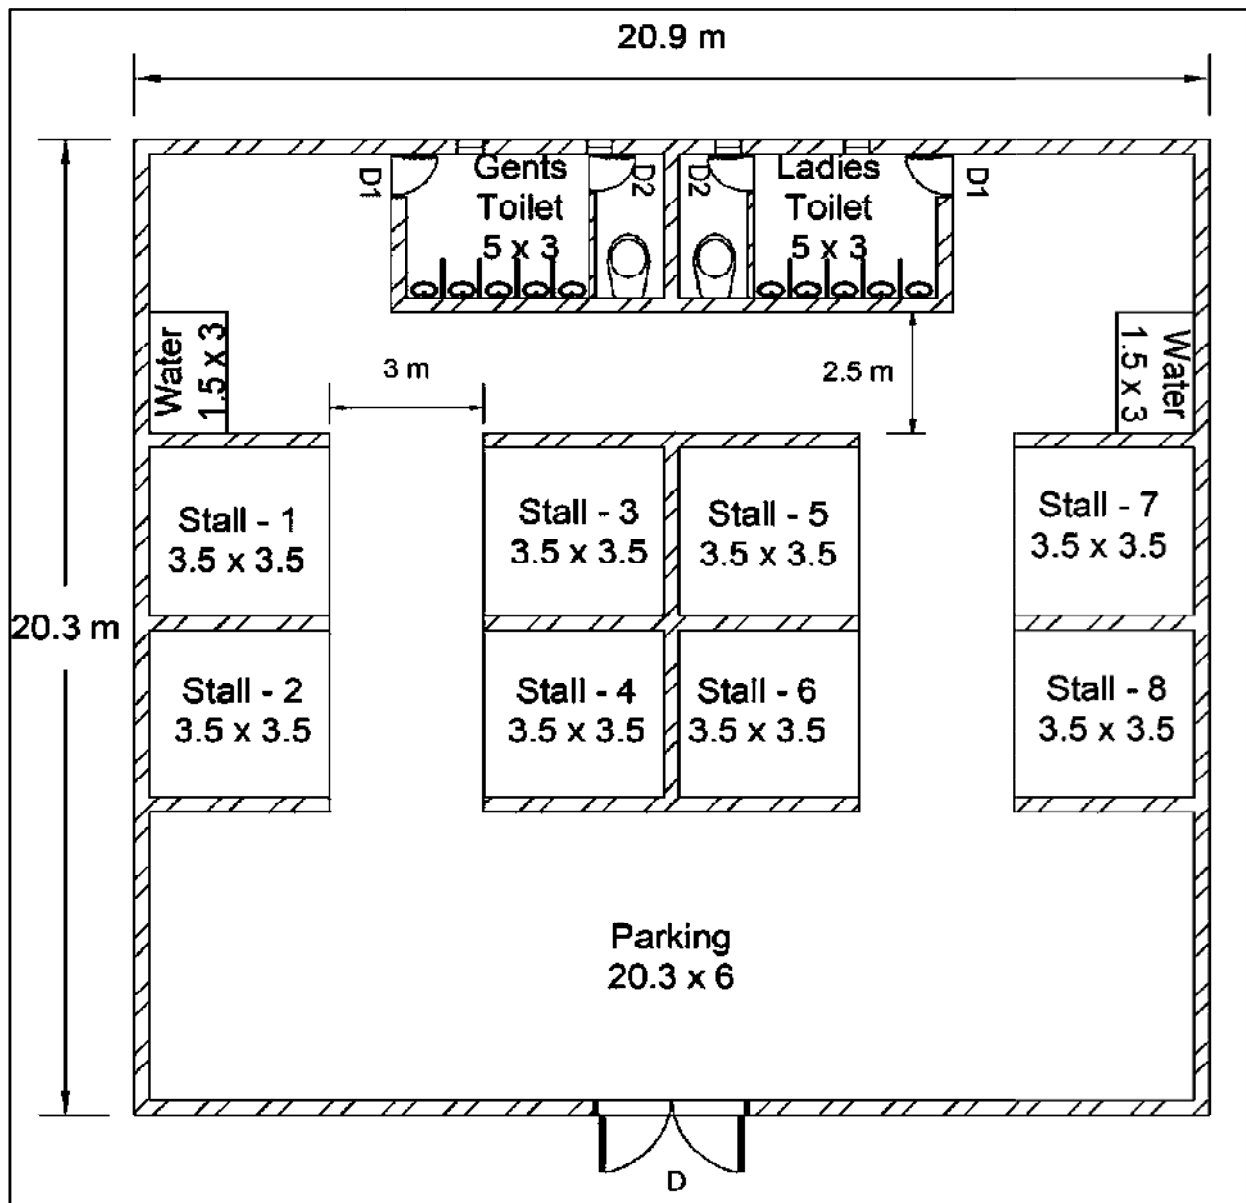 20.9 m
20.3 m
D1
Gents
Toilet
5 x 3
D2
D2
Ladies
Toilet
5 x 3
D1
Water
1.5 x 3
3 m
2.5 m
Water
1.5 x 3
Stall - 1
3.5 x 3.5
Stall - 3
3.5 x 3.5
Stall - 5
3.5 x 3.5
Stall - 7
3.5 x 3.5
Stall - 2
3.5 x 3.5
Stall - 4
3.5 x 3.5
Stall - 6
3.5 x 3.5
Stall - 8
3.5 x 3.5
Parking
20.3 x 6
D